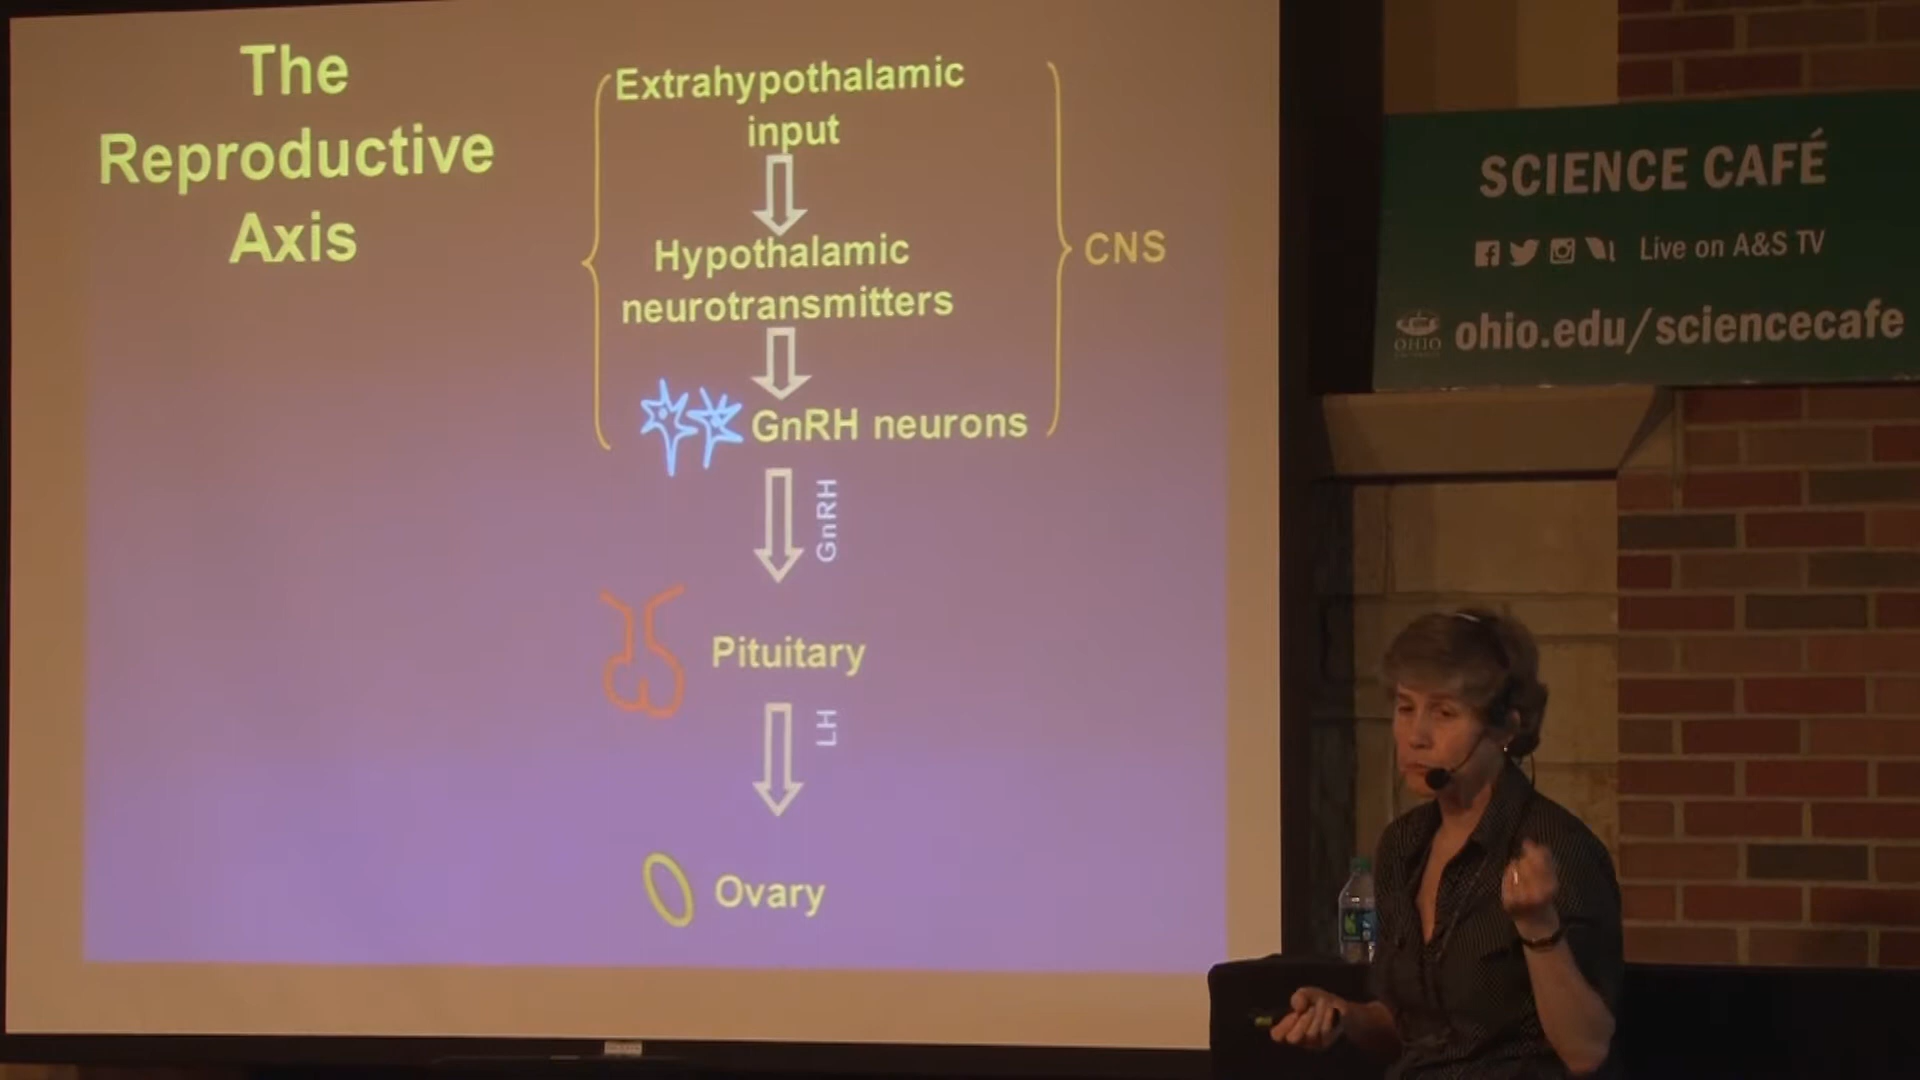 The
Reproductive
Axis
Extrahypothalamic
input
Hypothalamic
neurotransmitters
GnRH neurons
CNS
GnRH
Pituitary
LH
Ovary
SCIENCE CAFÉ
Live on A&S TV
OHIO
ohio.edu/sciencecafe